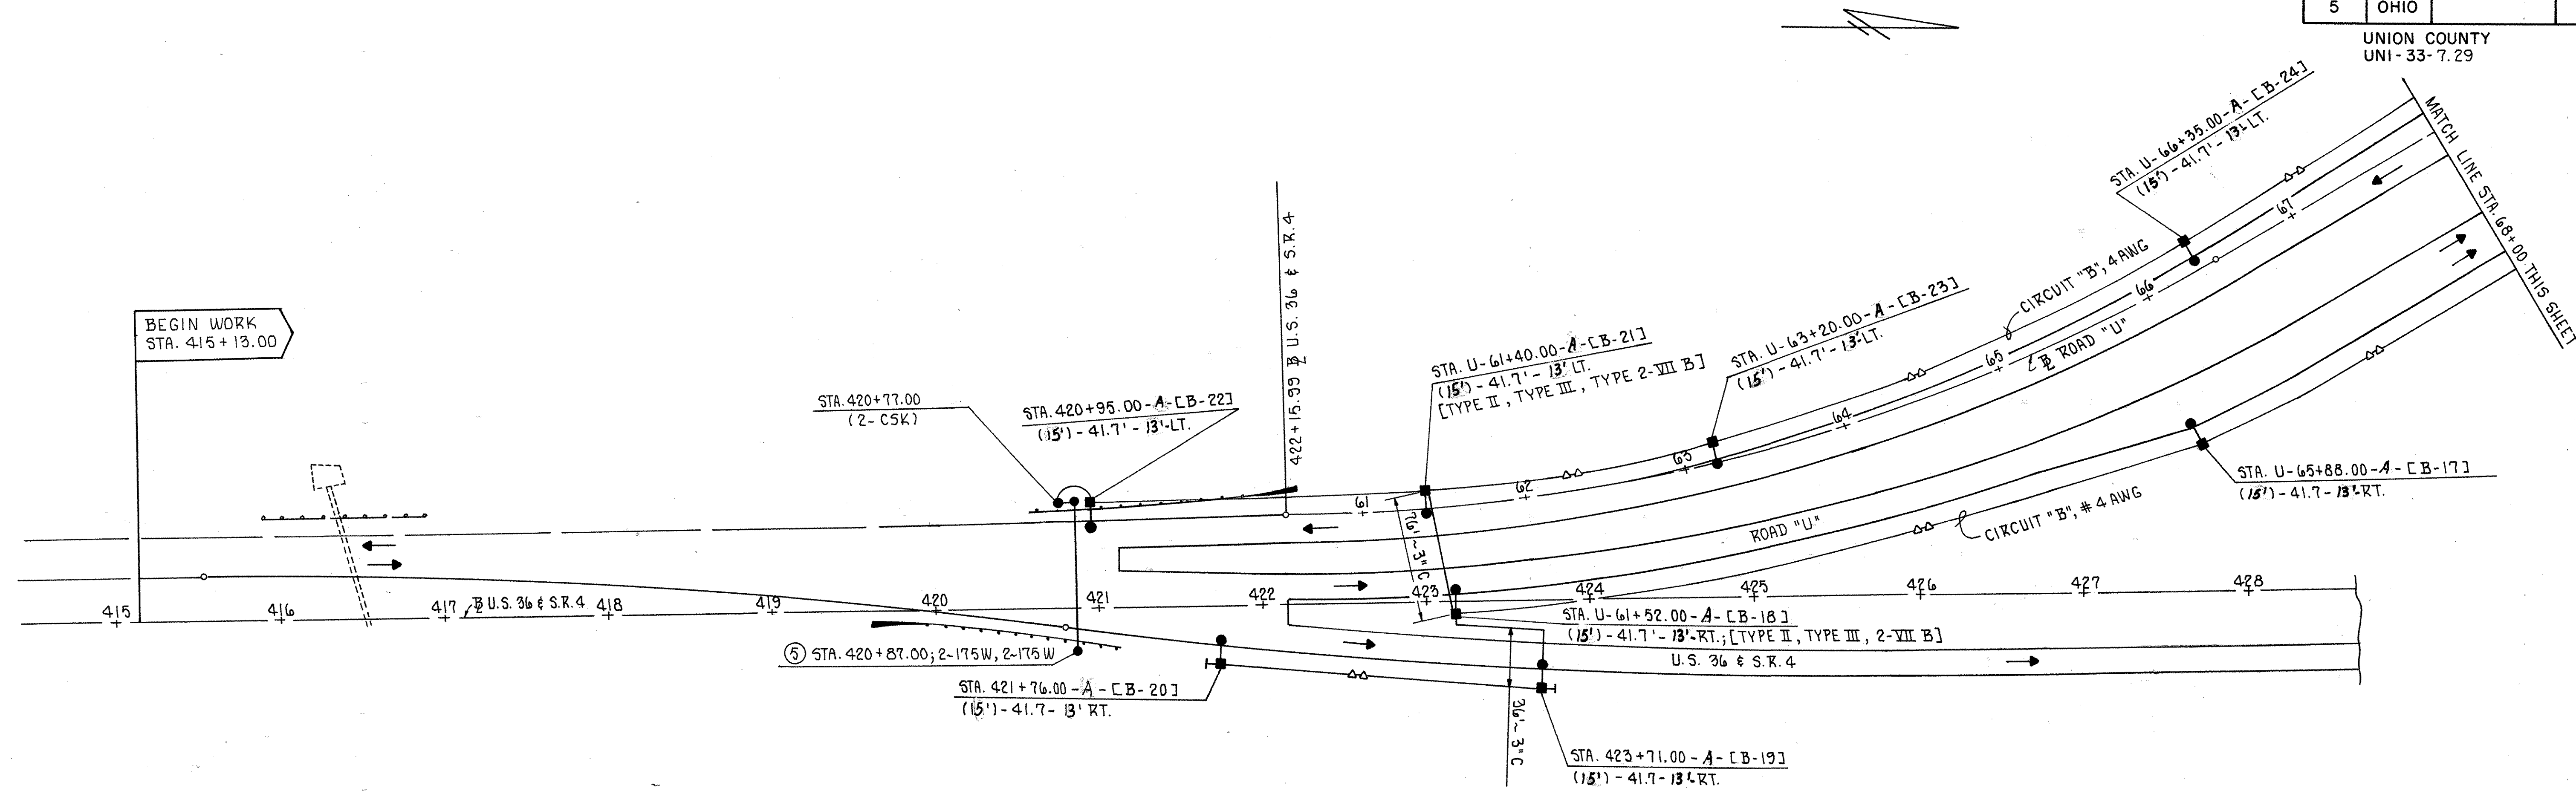 5 OHIO
UNION COUNTY
UNI-33-7.29
BEGIN WORK
STA. 415+13.00
STA. 420+77.00
(2-CSK)
STA. 420+95.00-A-[B-22]
(15')-41.7'-13'-LT.
422+15.99 ⅊ U.S. 36 & S.R.4
STA. U-61+40.00-A-[B-21]
(15')-41.7'-13' LT.
[TYPE II, TYPE III, TYPE 2-VII B]
STA. U-63+20.00-A-[B-23]
(15')-41.7'-13'-LT.
STA. U-66+35.00-A-[B-24]
(15')-41.7'-13'-LT.
MATCH LINE STA. 68+00 THIS SHEET
CIRCUIT "B", 4 AWG
61 62 63 64 65 66 67
ROAD "U"
STA. U-65+88.00-A-[B-17]
(15')-41.7-13'-RT.
CIRCUIT "B", #4 AWG
ROAD "U"
76'~3"C
415 416 417 U.S. 36 & S.R.4 418 419 420 421 422 423 424 425 426 427 428
STA. U-61+52.00-A-[B-18]
(15')-41.7'-13'-RT.;[TYPE II, TYPE III, 2-VII B]
U.S. 36 & S.R.4
⑤ STA. 420+87.00; 2~175W, 2~175W
STA. 421+76.00-A-[B-20]
(15')-41.7-13' RT.
36'~3"C
STA. 423+71.00-A-[B-19]
(15')-41.7-13'-RT.